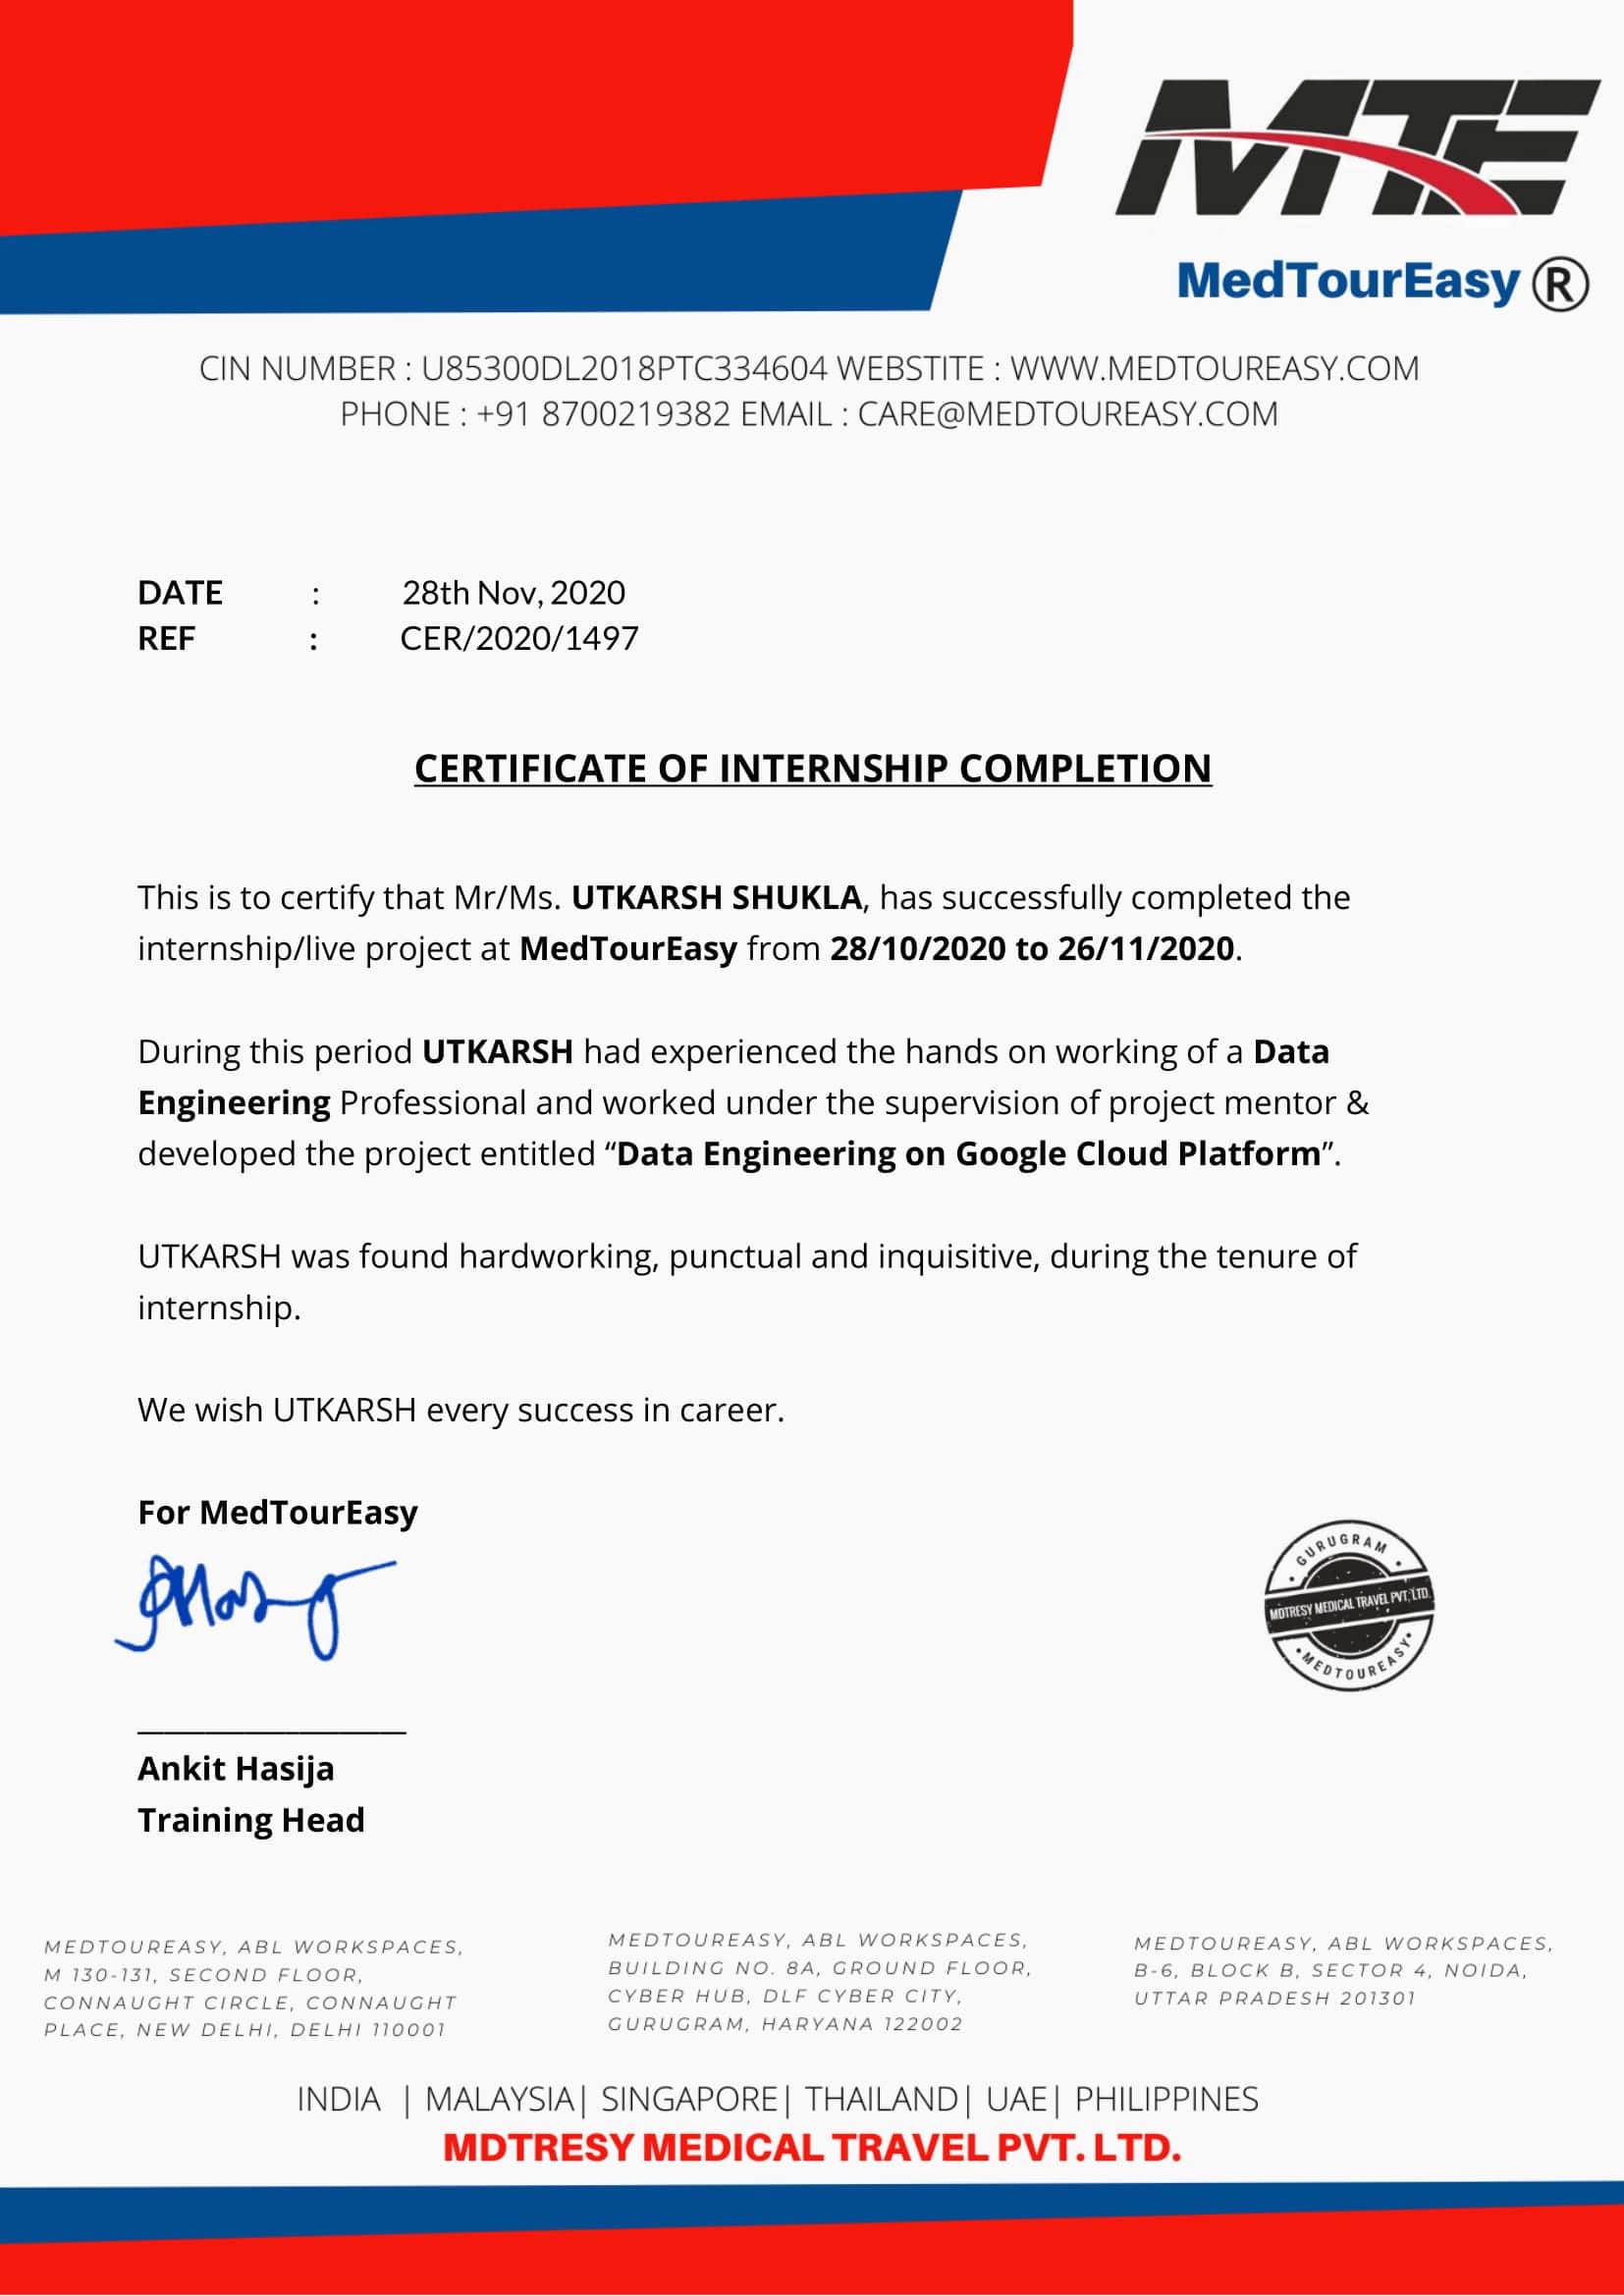 MTE
MedTourEasy ®
CIN NUMBER : U85300DL2018PTC334604 WEBSTITE : WWW.MEDTOUREASY.COM
PHONE : +91 8700219382 EMAIL : CARE@MEDTOUREASY.COM
DATE : 28th Nov, 2020
REF : CER/2020/1497
CERTIFICATE OF INTERNSHIP COMPLETION
This is to certify that Mr/Ms. UTKARSH SHUKLA, has successfully completed the
internship/live project at MedTourEasy from 28/10/2020 to 26/11/2020.
During this period UTKARSH had experienced the hands on working of a Data
Engineering Professional and worked under the supervision of project mentor &
developed the project entitled “Data Engineering on Google Cloud Platform”.
UTKARSH was found hardworking, punctual and inquisitive, during the tenure of
internship.
We wish UTKARSH every success in career.
For MedTourEasy
GURUGRAM
MDTRESY MEDICAL TRAVEL PVT. LTD.
MEDTOUREASY
Ankit Hasija
Training Head
MEDTOUREASY, ABL WORKSPACES,
M 130-131, SECOND FLOOR,
CONNAUGHT CIRCLE, CONNAUGHT
PLACE, NEW DELHI, DELHI 110001
MEDTOUREASY, ABL WORKSPACES,
BUILDING NO. 8A, GROUND FLOOR,
CYBER HUB, DLF CYBER CITY,
GURUGRAM, HARYANA 122002
MEDTOUREASY, ABL WORKSPACES,
B-6, BLOCK B, SECTOR 4, NOIDA,
UTTAR PRADESH 201301
INDIA | MALAYSIA| SINGAPORE| THAILAND| UAE| PHILIPPINES
MDTRESY MEDICAL TRAVEL PVT. LTD.